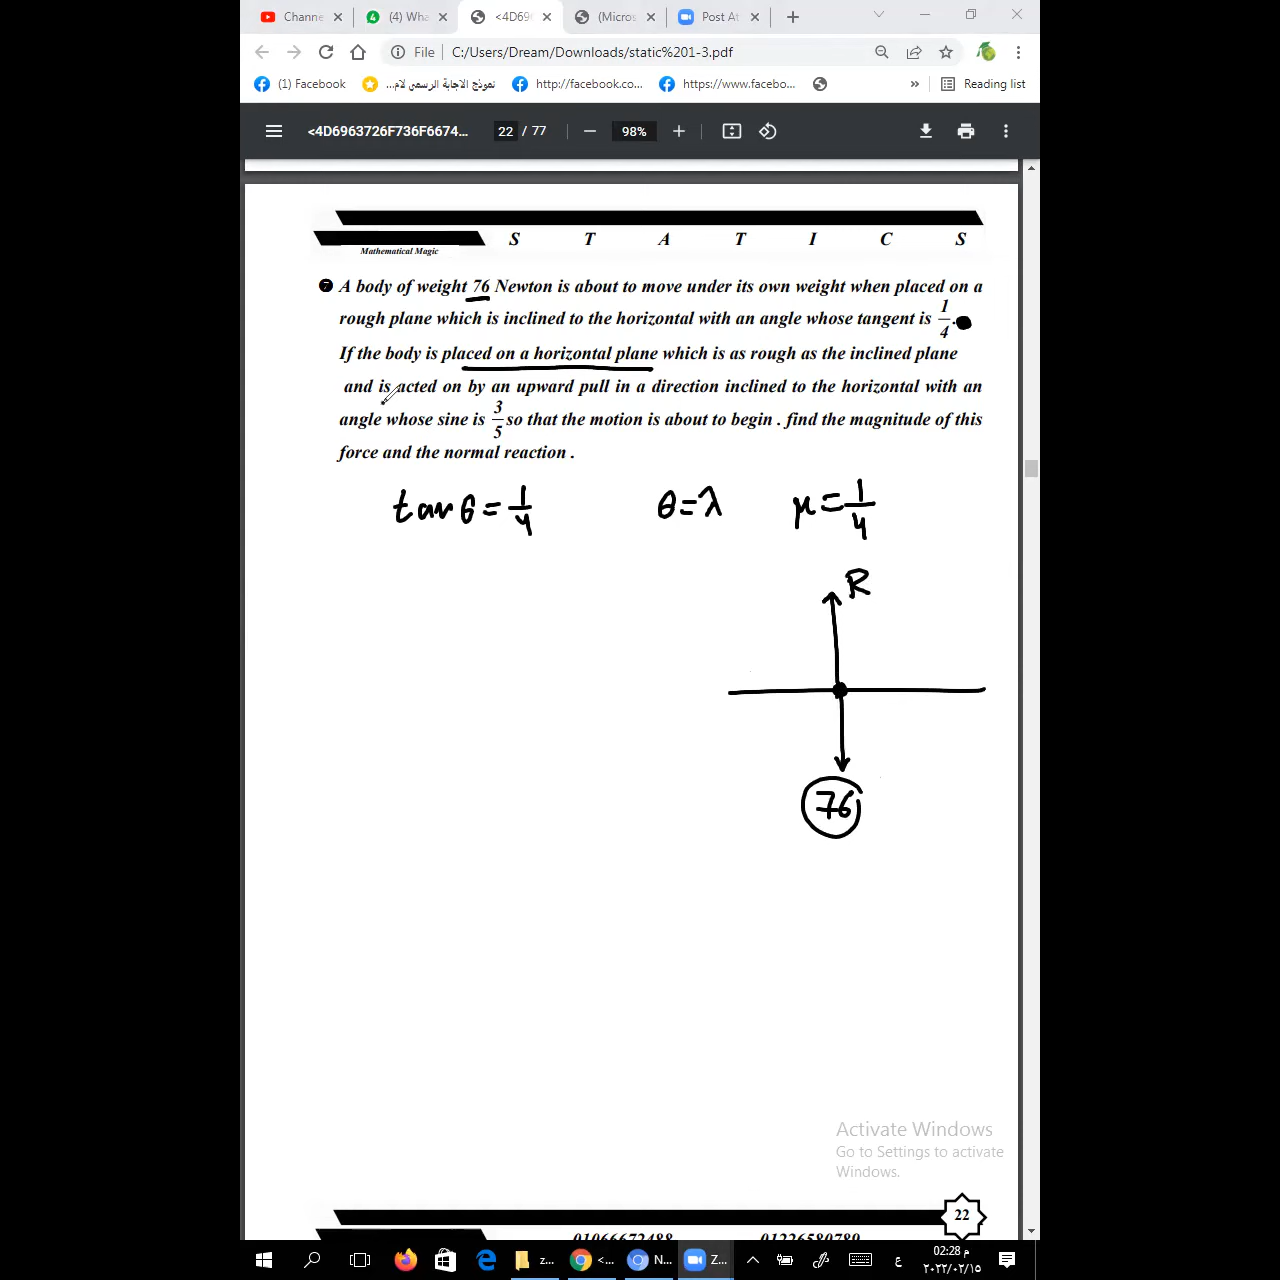 Channe
(4) Wha
<4D69
(Micros
Post At
File C:/Users/Dream/Downloads/static%201-3.pdf
(1) Facebook
نموذج الاجابة الرسمى لام...
http://facebook.co...
https://www.facebo...
»
Reading list
<4D6963726F736F6674...
22 / 77
98%
S T A T I C S
Mathematical Magic
7 A body of weight 76 Newton is about to move under its own weight when placed on a
rough plane which is inclined to the horizontal with an angle whose tangent is 1/4.
If the body is placed on a horizontal plane which is as rough as the inclined plane
and is acted on by an upward pull in a direction inclined to the horizontal with an
angle whose sine is 3/5 so that the motion is about to begin . find the magnitude of this
force and the normal reaction .
tan θ = 1/4 θ = λ μ = 1/4
R
76
Activate Windows
Go to Settings to activate
Windows.
22
01066672488 01226580789
z...
<...
N...
Z...
ع
02:28 م
٢٠٢٢/٠٢/١٥